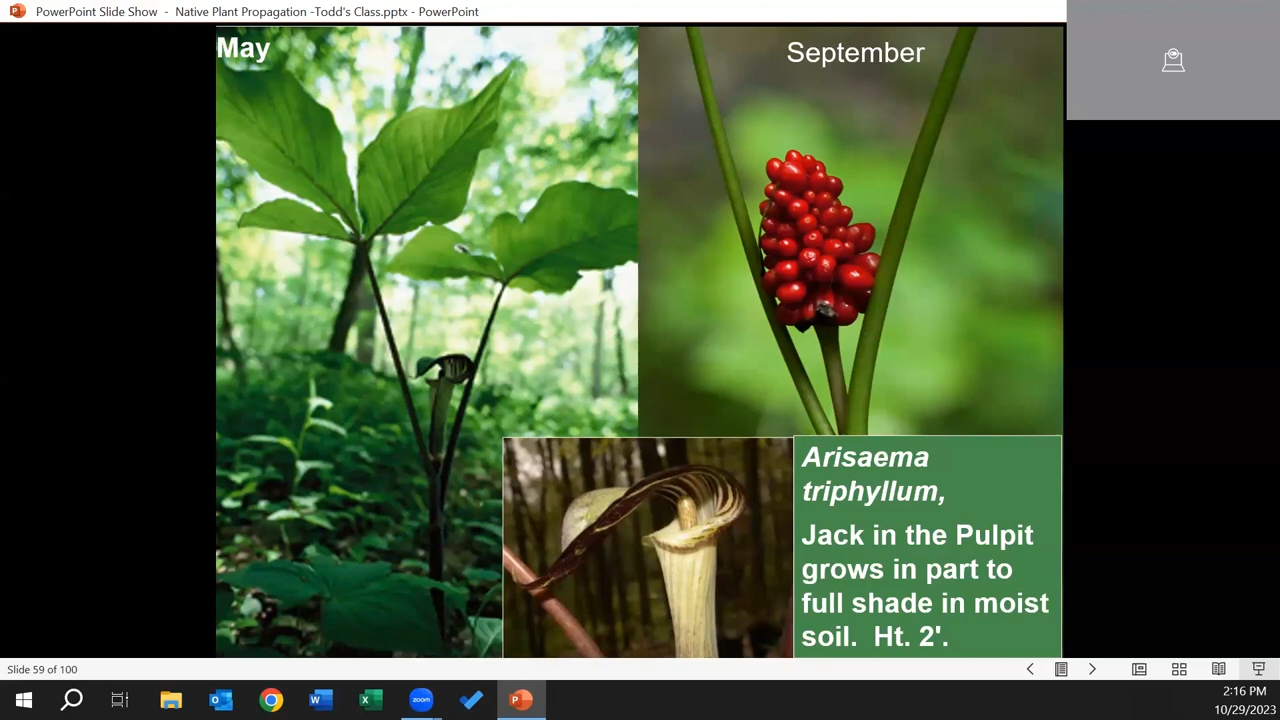 PowerPoint Slide Show - Native Plant Propagation -Todd's Class.pptx - PowerPoint
May
September
Arisaema
triphyllum,
Jack in the Pulpit
grows in part to
full shade in moist
soil. Ht. 2'.
Slide 59 of 100
zoom
2:16 PM
10/29/2023